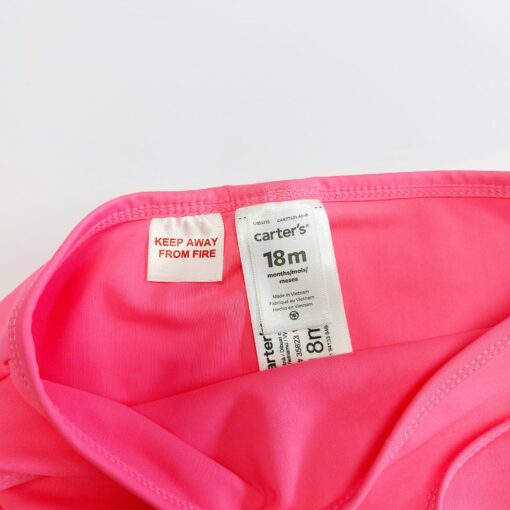 KEEP AWAY
FROM FIRE
carter's®
18m
months/mois/
meses
Made in Vietnam
Fabriqué au Vietnam
Hecho en Vietnam
carter's
8m